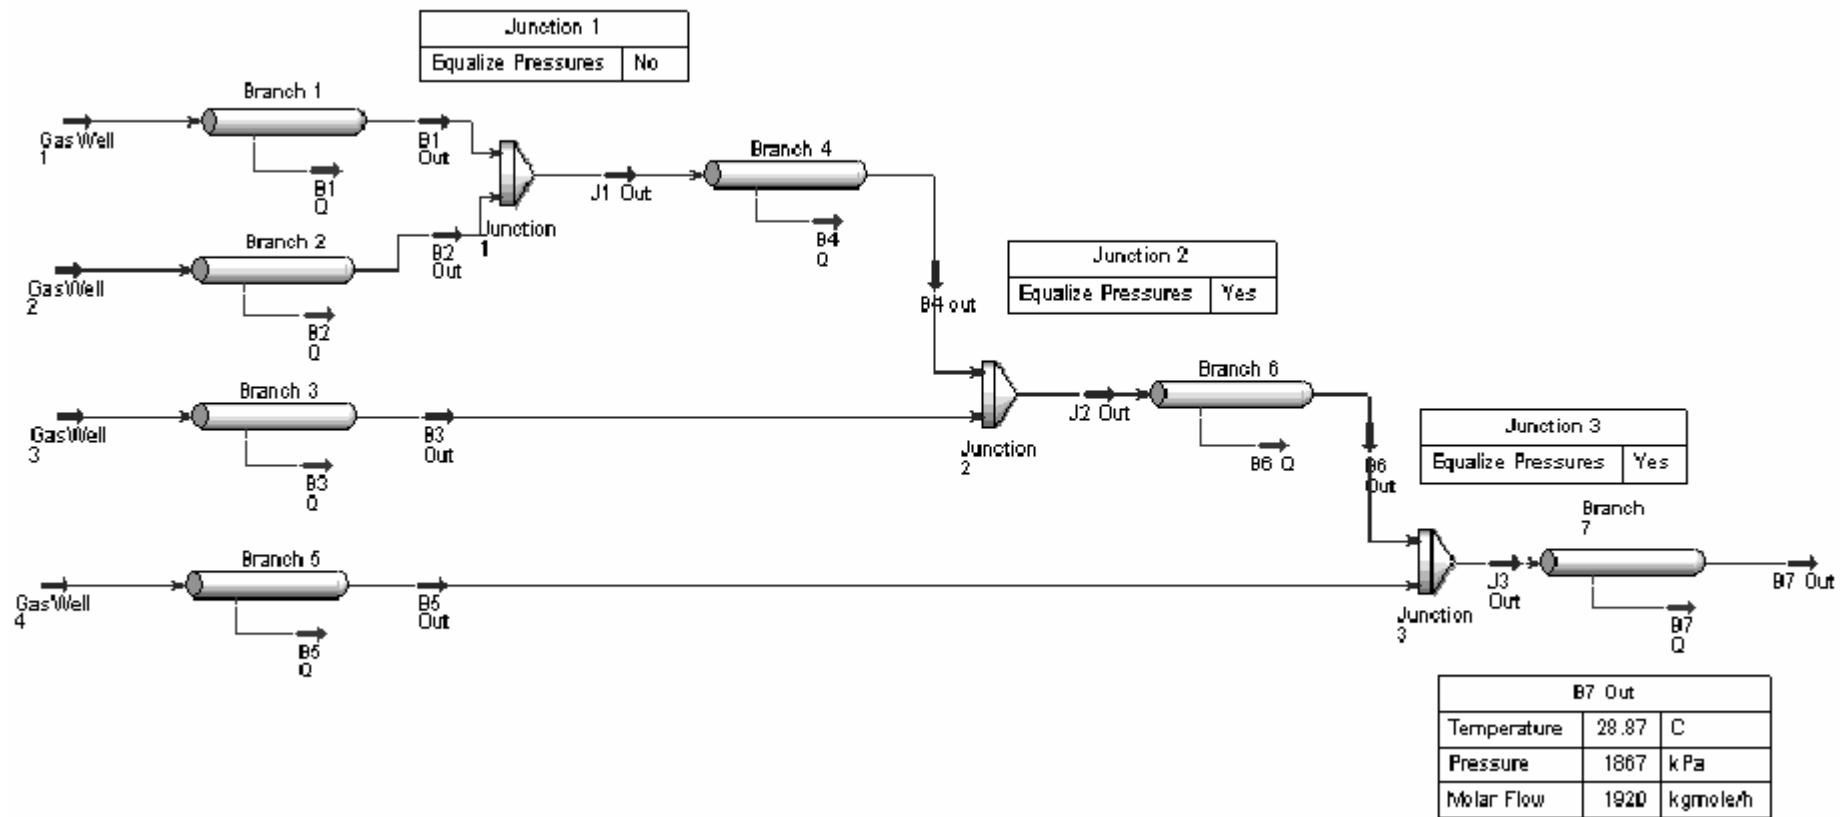 Junction 1
Equalize Pressures No
Branch 1
Gas Well
1
B1
Out
B1
Q
Junction
1
J1 Out
Branch 4
B4
Q
Branch 2
Gas Well
2
B2
Out
B2
Q
B4 out
Junction 2
Equalize Pressures Yes
Branch 3
Gas Well
3
B3
Out
B3
Q
Junction
2
J2 Out
Branch 6
B6 Q
B6
Out
Junction 3
Equalize Pressures Yes
Branch 5
Gas Well
4
B5
Out
B5
Q
Junction
3
J3
Out
Branch
7
B7 Out
B7
Q
B7 Out
Temperature 28.87 C
Pressure 1867 kPa
Molar Flow 1920 kgmole/h